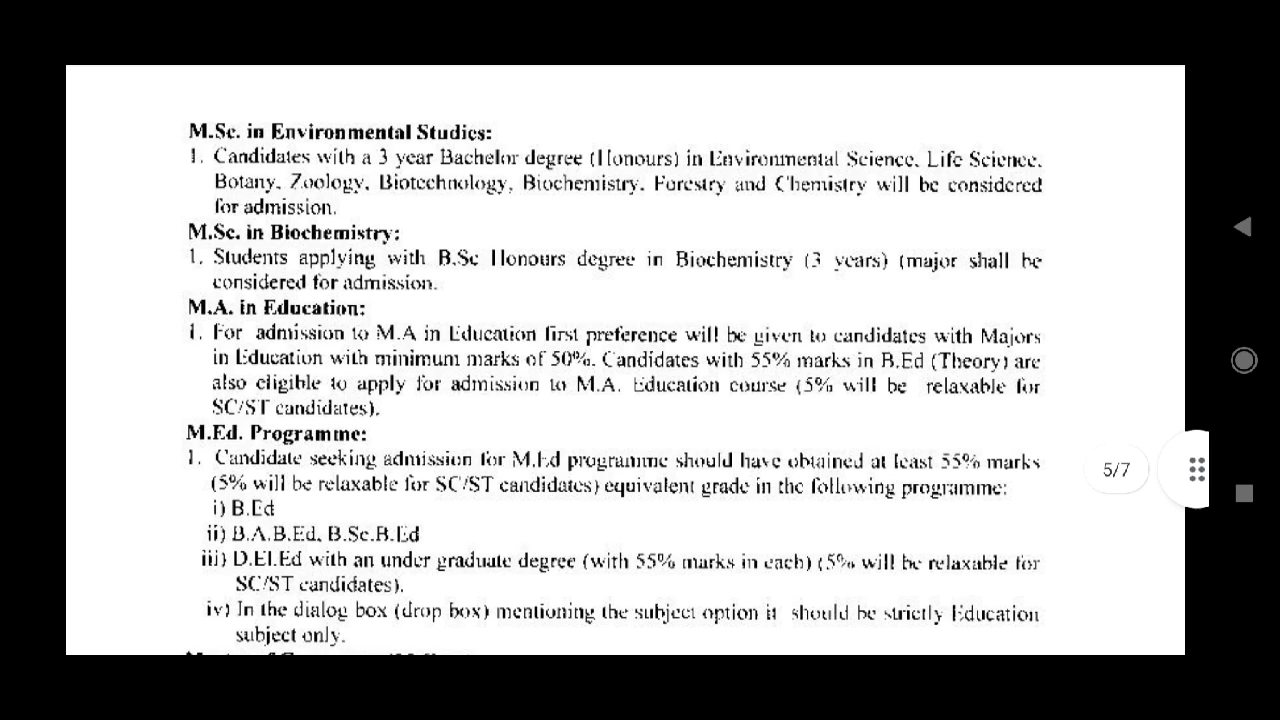 M.Sc. in Environmental Studies:
1. Candidates with a 3 year Bachelor degree (Honours) in Environmental Science, Life Science,
Botany, Zoology, Biotechnology, Biochemistry, Forestry and Chemistry will be considered
for admission.
M.Sc. in Biochemistry:
1. Students applying with B.Sc Honours degree in Biochemistry (3 years) (major shall be
considered for admission.
M.A. in Education:
1. For admission to M.A in Education first preference will be given to candidates with Majors
in Education with minimum marks of 50%. Candidates with 55% marks in B.Ed (Theory) are
also eligible to apply for admission to M.A. Education course (5% will be relaxable for
SC/ST candidates).
M.Ed. Programme:
1. Candidate seeking admission for M.Ed programme should have obtained at least 55% marks
(5% will be relaxable for SC/ST candidates) equivalent grade in the following programme:
i) B.Ed
ii) B.A.B.Ed, B.Sc.B.Ed
iii) D.El.Ed with an under graduate degree (with 55% marks in each) (5% will be relaxable for
SC/ST candidates).
iv) In the dialog box (drop box) mentioning the subject option it should be strictly Education
subject only.
5/7